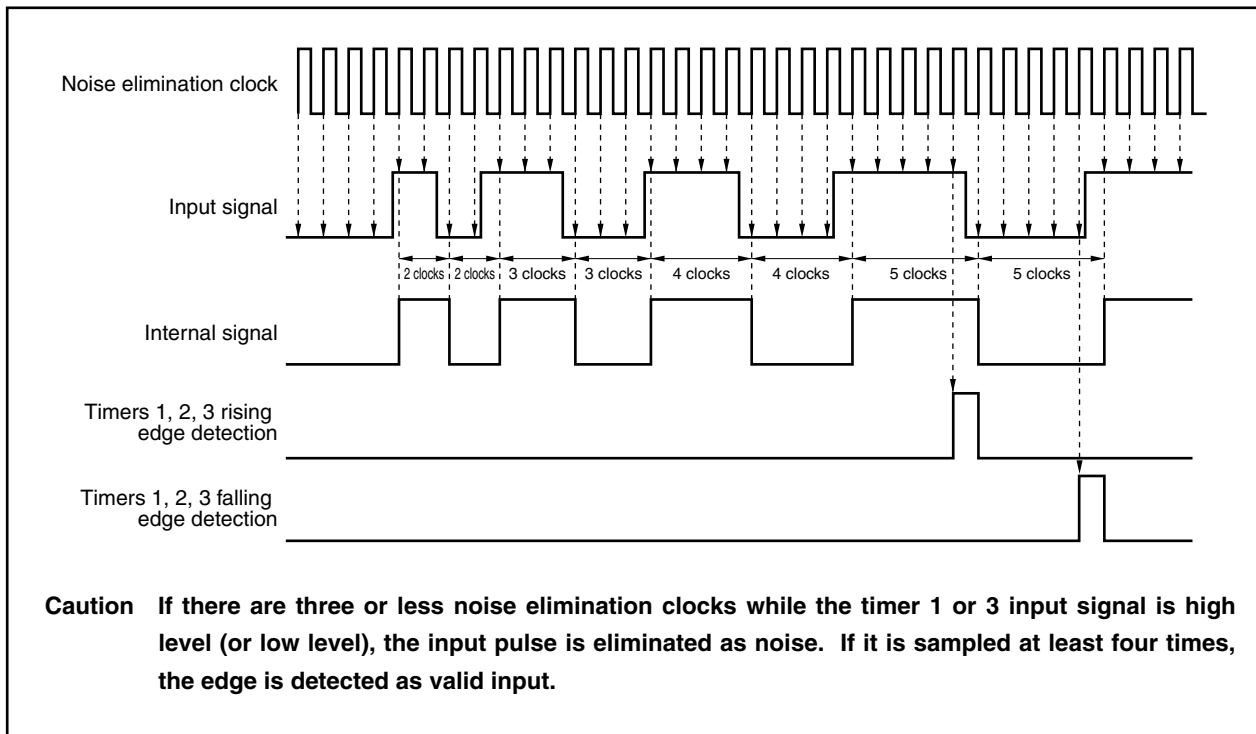 Noise elimination clock
Input signal
2 clocks 2 clocks 3 clocks 3 clocks 4 clocks 4 clocks 5 clocks 5 clocks
Internal signal
Timers 1, 2, 3 rising
edge detection
Timers 1, 2, 3 falling
edge detection
Caution If there are three or less noise elimination clocks while the timer 1 or 3 input signal is high
level (or low level), the input pulse is eliminated as noise. If it is sampled at least four times,
the edge is detected as valid input.